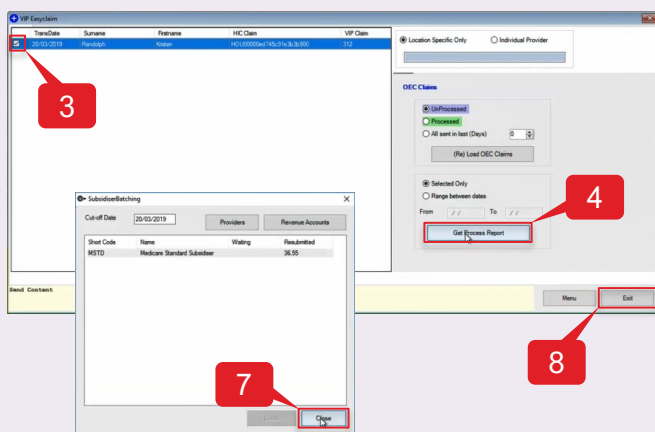 VIP Easyclaim
TransDate Surname Firstname HIC Claim VIP Claim
20/03/2019 Randolph Kristen 312
Location Specific Only Individual Provider
3
OEC Claims
UnProcessed
Processed
All sent in last (Days) 0
(Re) Load OEC Claims
Selected Only
Range between dates
From / / To / /
4
Get Process Report
SubsidiserBatching
Cut-off Date 20/03/2019 Providers Revenue Accounts
Short Code Name Waiting Resubmitted
MSTD Medicare Standard Subsidiser 36.55
Send Content
Menu Exit
8
7
Close